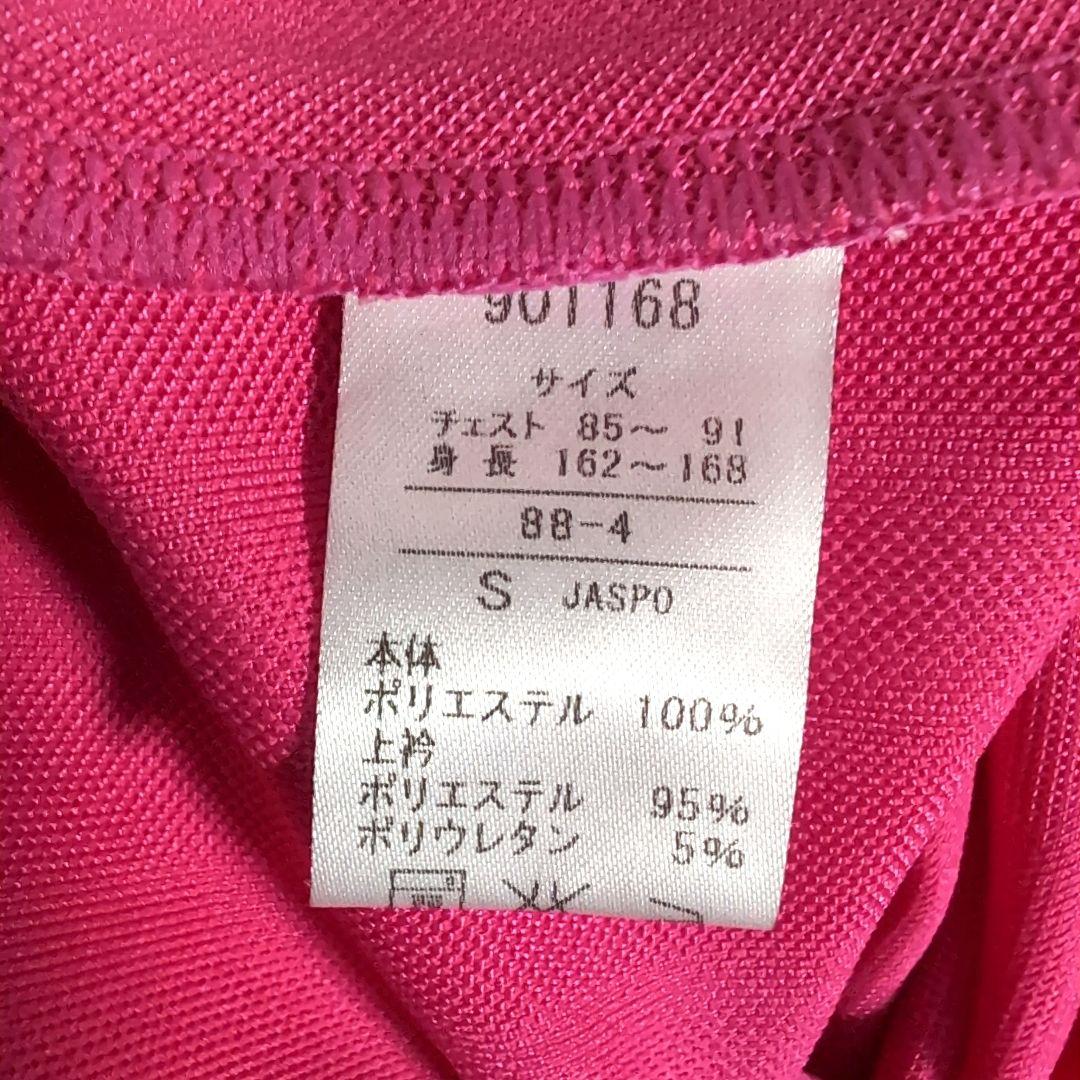 901168
サイズ
チェスト 85～ 91
身 長 162～168
88-4
S JASPO
本体
ポリエステル 100%
上衿
ポリエステル 95%
ポリウレタン 5%